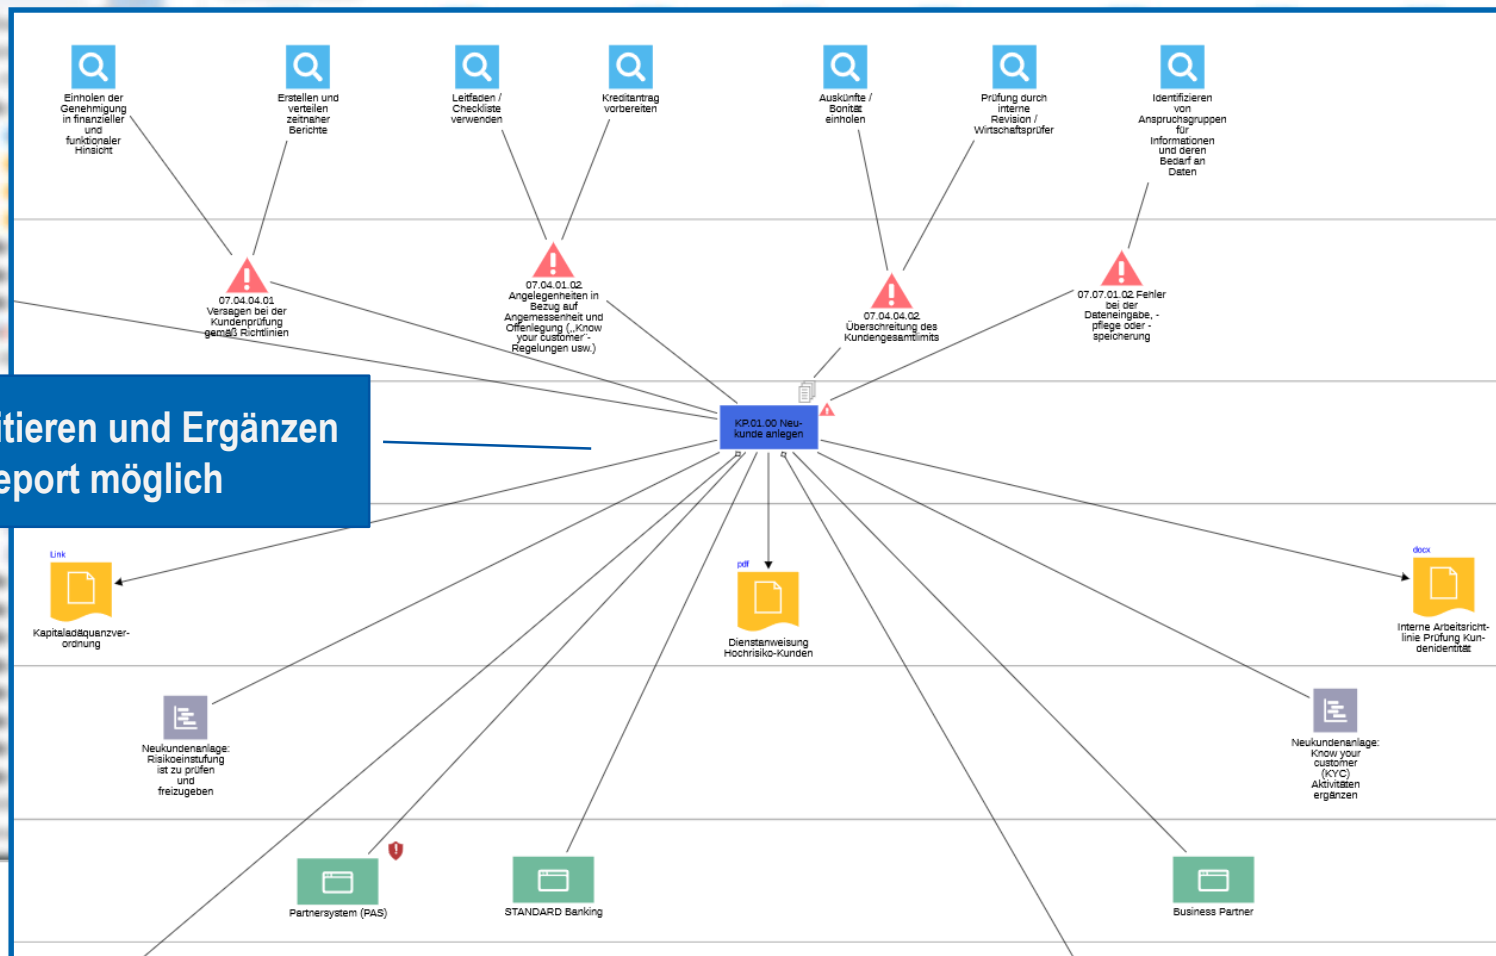 Einholen der
Genehmigung
in finanzieller
und
funktionaler
Hinsicht
Erstellen und
verteilen
zeitnaher
Berichte
Leitfaden /
Checkliste
verwenden
Kreditantrag
vorbereiten
Auskünfte /
Bonität
einholen
Prüfung durch
interne
Revision /
Wirtschaftsprüfer
Identifizieren
von
Anspruchsgruppen
für
Informationen
und deren
Bedarf an
Daten
07.04.04.01
Versagen bei der
Kundenprüfung
gemäß Richtlinien
07.04.01.02
Angelegenheiten in
Bezug auf
Angemessenheit und
Offenlegung („Know
your customer“-
Regelungen usw.)
07.04.04.02
Überschreitung des
Kundengesamtlimits
07.07.01.02 Fehler
bei der
Dateneingabe, -
pflege oder -
speicherung
KP.01.00 Neu-
kunde anlegen
itieren und Ergänzen
eport möglich
Link
Kapitaladäquanzver-
ordnung
pdf
Dienstanweisung
Hochrisiko-Kunden
docx
Interne Arbeitsricht-
linie Prüfung Kun-
denidentität
Neukundenanlage:
Risikoeinstufung
ist zu prüfen
und
freizugeben
Neukundenanlage:
Know your
customer
(KYC)
Aktivitäten
ergänzen
Partnersystem (PAS)
STANDARD Banking
Business Partner